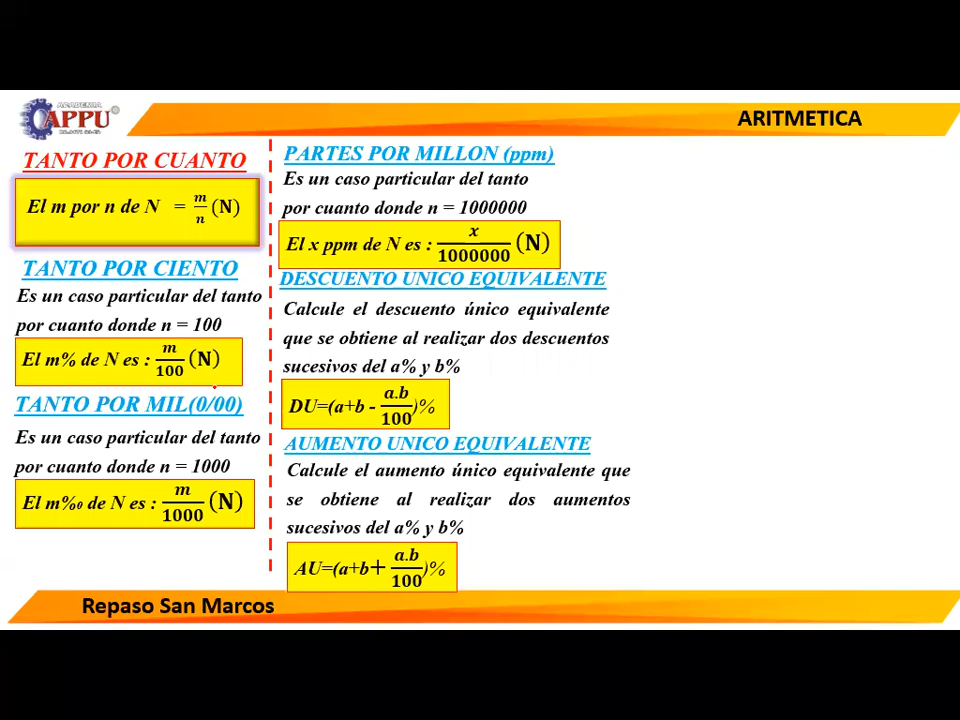 ACADEMIA
APPU
ARITMETICA
TANTO POR CUANTO
El m por n de N = m/n (N)
TANTO POR CIENTO
Es un caso particular del tanto
por cuanto donde n = 100
El m% de N es : m/100 (N)
TANTO POR MIL(0/00)
Es un caso particular del tanto
por cuanto donde n = 1000
El m%0 de N es : m/1000 (N)
PARTES POR MILLON (ppm)
Es un caso particular del tanto
por cuanto donde n = 1000000
El x ppm de N es : x/1000000 (N)
DESCUENTO UNICO EQUIVALENTE
Calcule el descuento único equivalente
que se obtiene al realizar dos descuentos
sucesivos del a% y b%
DU=(a+b - a.b/100)%
AUMENTO UNICO EQUIVALENTE
Calcule el aumento único equivalente que
se obtiene al realizar dos aumentos
sucesivos del a% y b%
AU=(a+b+ a.b/100)%
Repaso San Marcos